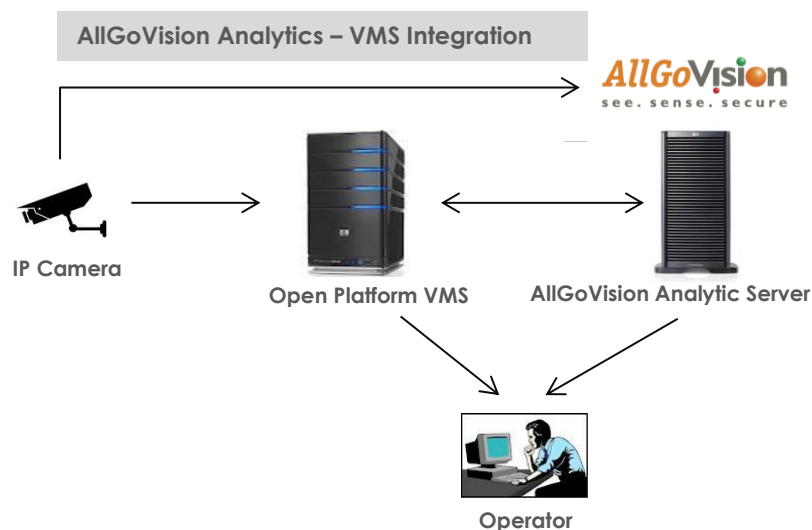 AllGoVision Analytics – VMS Integration
AllGoVision
see. sense. secure
IP Camera
Open Platform VMS
AllGoVision Analytic Server
Operator